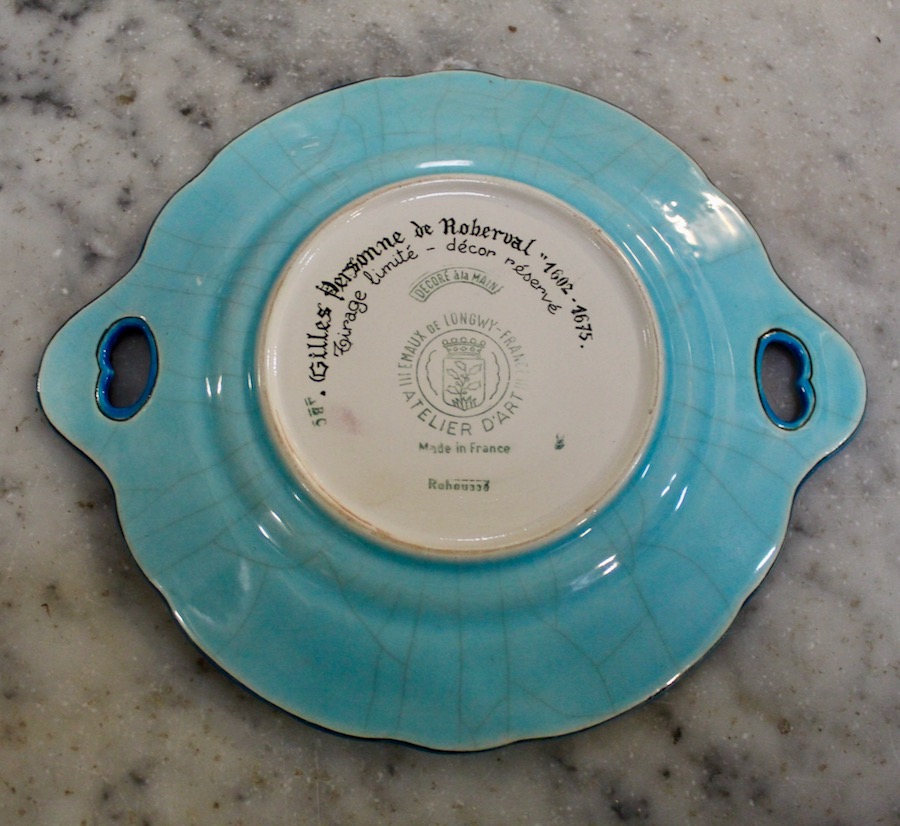 . Gilles Personne de Roberval "1602-1675.
Tirage limité - décor réservé
DÉCORÉ à la MAIN
EMAUX DE LONGWY-FRANCE
ATELIER D'ART
Made in France
Rehaussé